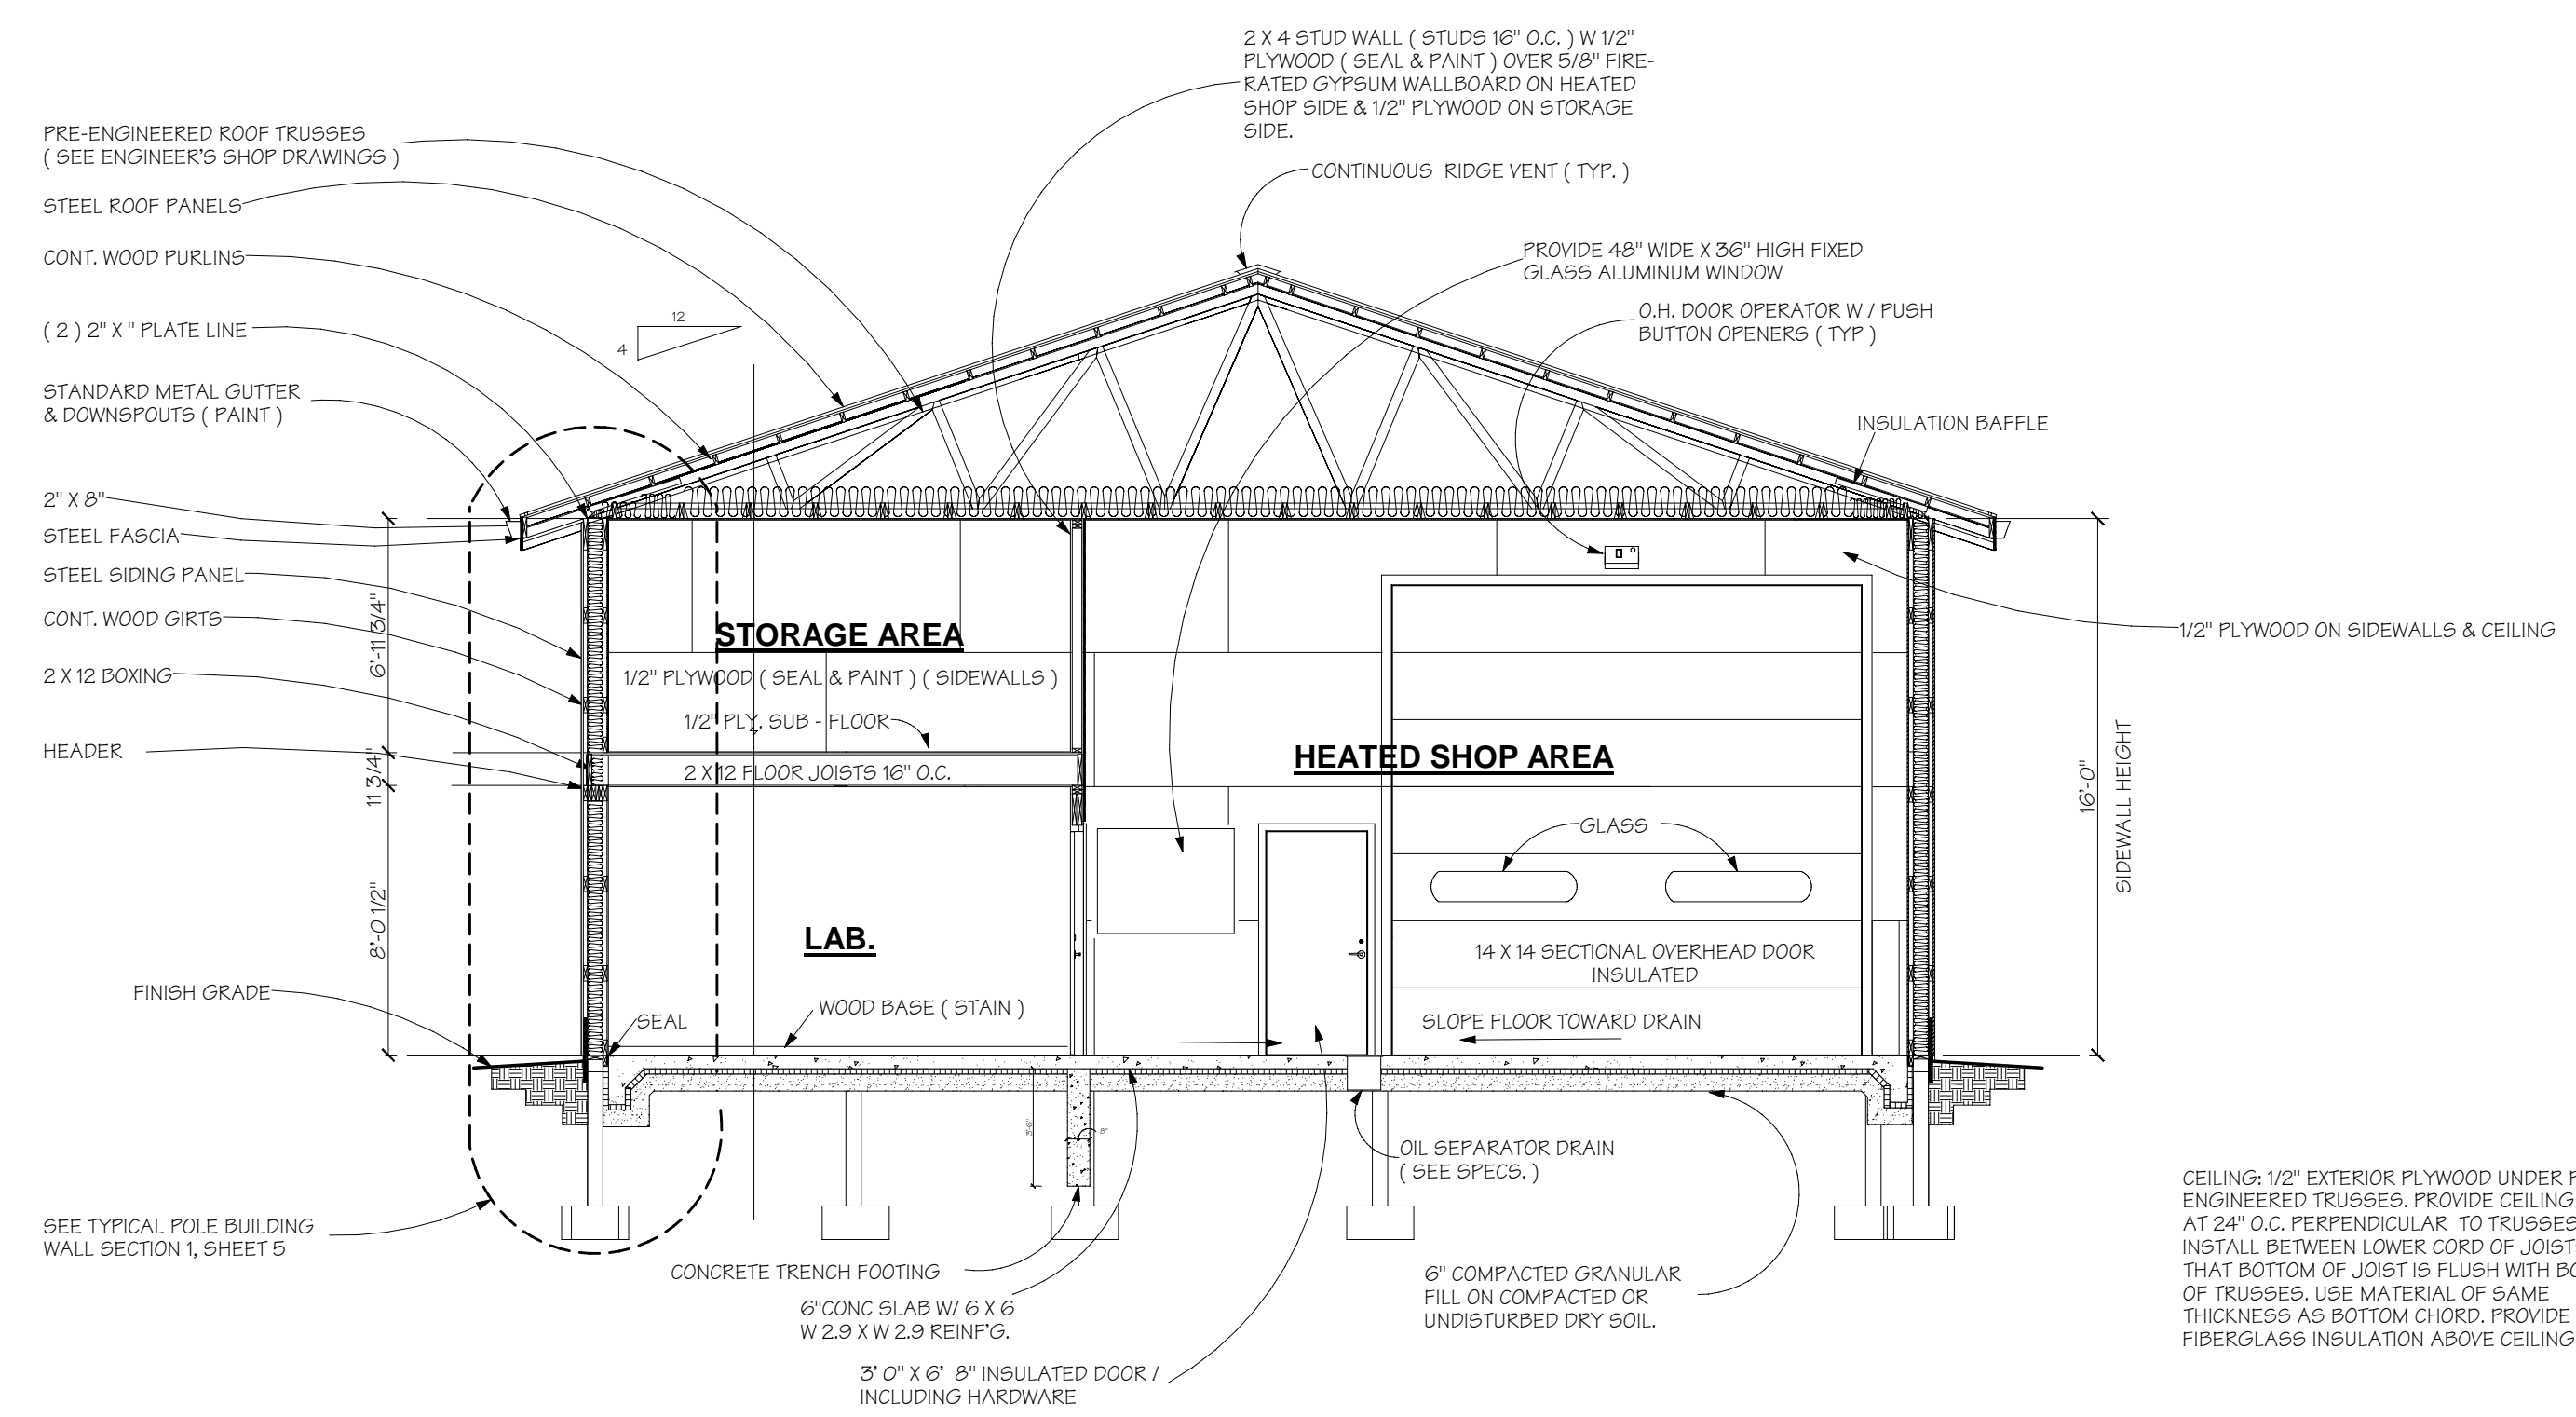 2 X 4 STUD WALL ( STUDS 16" O.C. ) W 1/2"
PLYWOOD ( SEAL & PAINT ) OVER 5/8" FIRE-
RATED GYPSUM WALLBOARD ON HEATED
SHOP SIDE & 1/2" PLYWOOD ON STORAGE
SIDE.
PRE-ENGINEERED ROOF TRUSSES
( SEE ENGINEER'S SHOP DRAWINGS )
CONTINUOUS RIDGE VENT ( TYP. )
STEEL ROOF PANELS
CONT. WOOD PURLINS
PROVIDE 48" WIDE X 36" HIGH FIXED
GLASS ALUMINUM WINDOW
O.H. DOOR OPERATOR W / PUSH
BUTTON OPENERS ( TYP )
12
4
( 2 ) 2" X " PLATE LINE
STANDARD METAL GUTTER
& DOWNSPOUTS ( PAINT )
INSULATION BAFFLE
2" X 8"
STEEL FASCIA
STEEL SIDING PANEL
CONT. WOOD GIRTS
2 X 12 BOXING
HEADER
6'-11 3/4"
11 3/4"
8'-0 1/2"
STORAGE AREA
1/2" PLYWOOD ( SEAL & PAINT ) ( SIDEWALLS )
1/2" PLY. SUB - FLOOR
2 X 12 FLOOR JOISTS 16" O.C.
HEATED SHOP AREA
1/2" PLYWOOD ON SIDEWALLS & CEILING
16'-0"
SIDEWALL HEIGHT
GLASS
LAB.
14 X 14 SECTIONAL OVERHEAD DOOR
INSULATED
FINISH GRADE
SEAL
WOOD BASE ( STAIN )
SLOPE FLOOR TOWARD DRAIN
3'-6"
8"
OIL SEPARATOR DRAIN
( SEE SPECS. )
SEE TYPICAL POLE BUILDING
WALL SECTION 1, SHEET 5
CONCRETE TRENCH FOOTING
6"CONC SLAB W/ 6 X 6
W 2.9 X W 2.9 REINF'G.
6" COMPACTED GRANULAR
FILL ON COMPACTED OR
UNDISTURBED DRY SOIL.
3' 0" X 6' 8" INSULATED DOOR /
INCLUDING HARDWARE
CEILING: 1/2" EXTERIOR PLYWOOD UNDER
ENGINEERED TRUSSES. PROVIDE CEILING
AT 24" O.C. PERPENDICULAR TO TRUSSES
INSTALL BETWEEN LOWER CORD OF
THAT BOTTOM OF JOIST IS FLUSH WITH
OF TRUSSES. USE MATERIAL OF SAME
THICKNESS AS BOTTOM CHORD. PROVIDE
FIBERGLASS INSULATION ABOVE CEILING